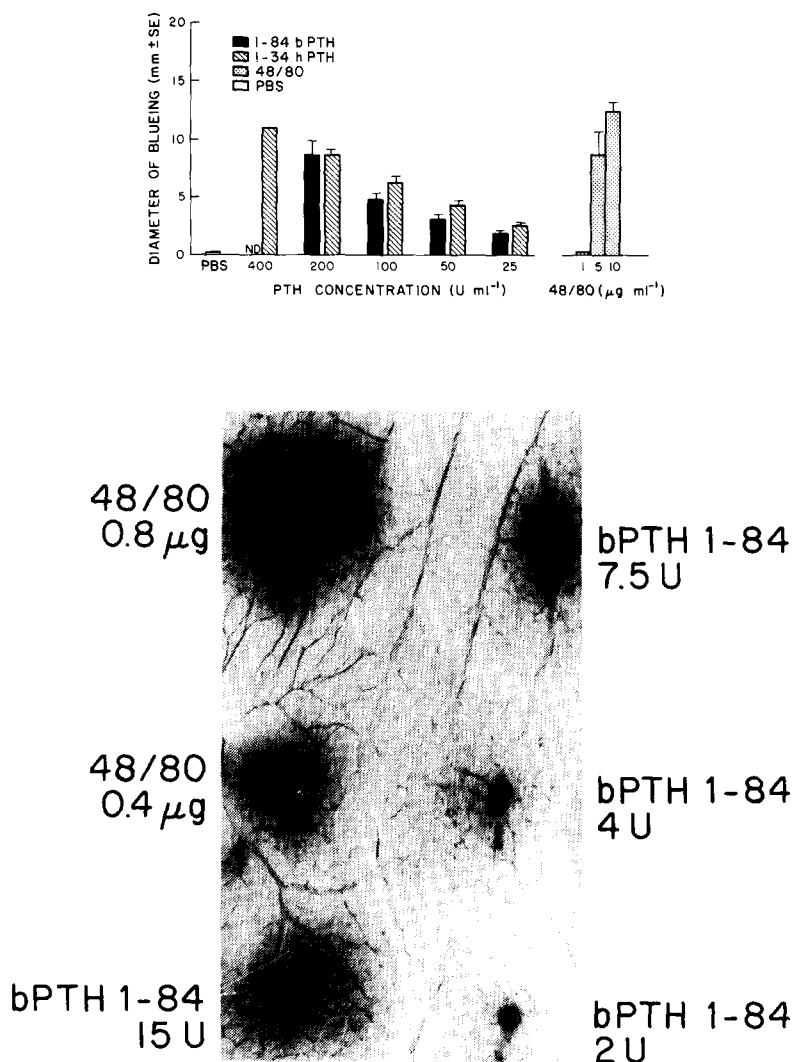 20
15
10
5
0
DIAMETER OF BLUEING (mm ± SE)
1-84 bPTH
1-34 hPTH
48/80
PBS
ND
PBS 400 200 100 50 25 1 5 10
PTH CONCENTRATION (U ml⁻¹) 48/80 (µg ml⁻¹)
48/80
0.8 µg
bPTH 1-84
7.5 U
48/80
0.4 µg
bPTH 1-84
4 U
bPTH 1-84
15 U
bPTH 1-84
2 U